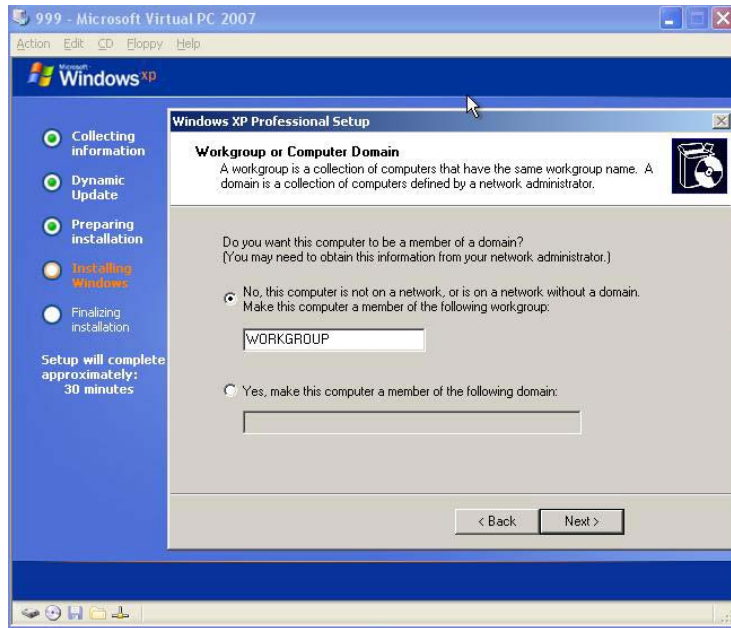 999 - Microsoft Virtual PC 2007
Action Edit CD Floppy Help
Microsoft
Windows xp
Collecting
information
Dynamic
Update
Preparing
installation
Installing
Windows
Finalizing
installation
Setup will complete
approximately:
30 minutes
Windows XP Professional Setup
Workgroup or Computer Domain
A workgroup is a collection of computers that have the same workgroup name. A
domain is a collection of computers defined by a network administrator.
Do you want this computer to be a member of a domain?
(You may need to obtain this information from your network administrator.)
No, this computer is not on a network, or is on a network without a domain.
Make this computer a member of the following workgroup:
WORKGROUP
Yes, make this computer a member of the following domain:
< Back Next >